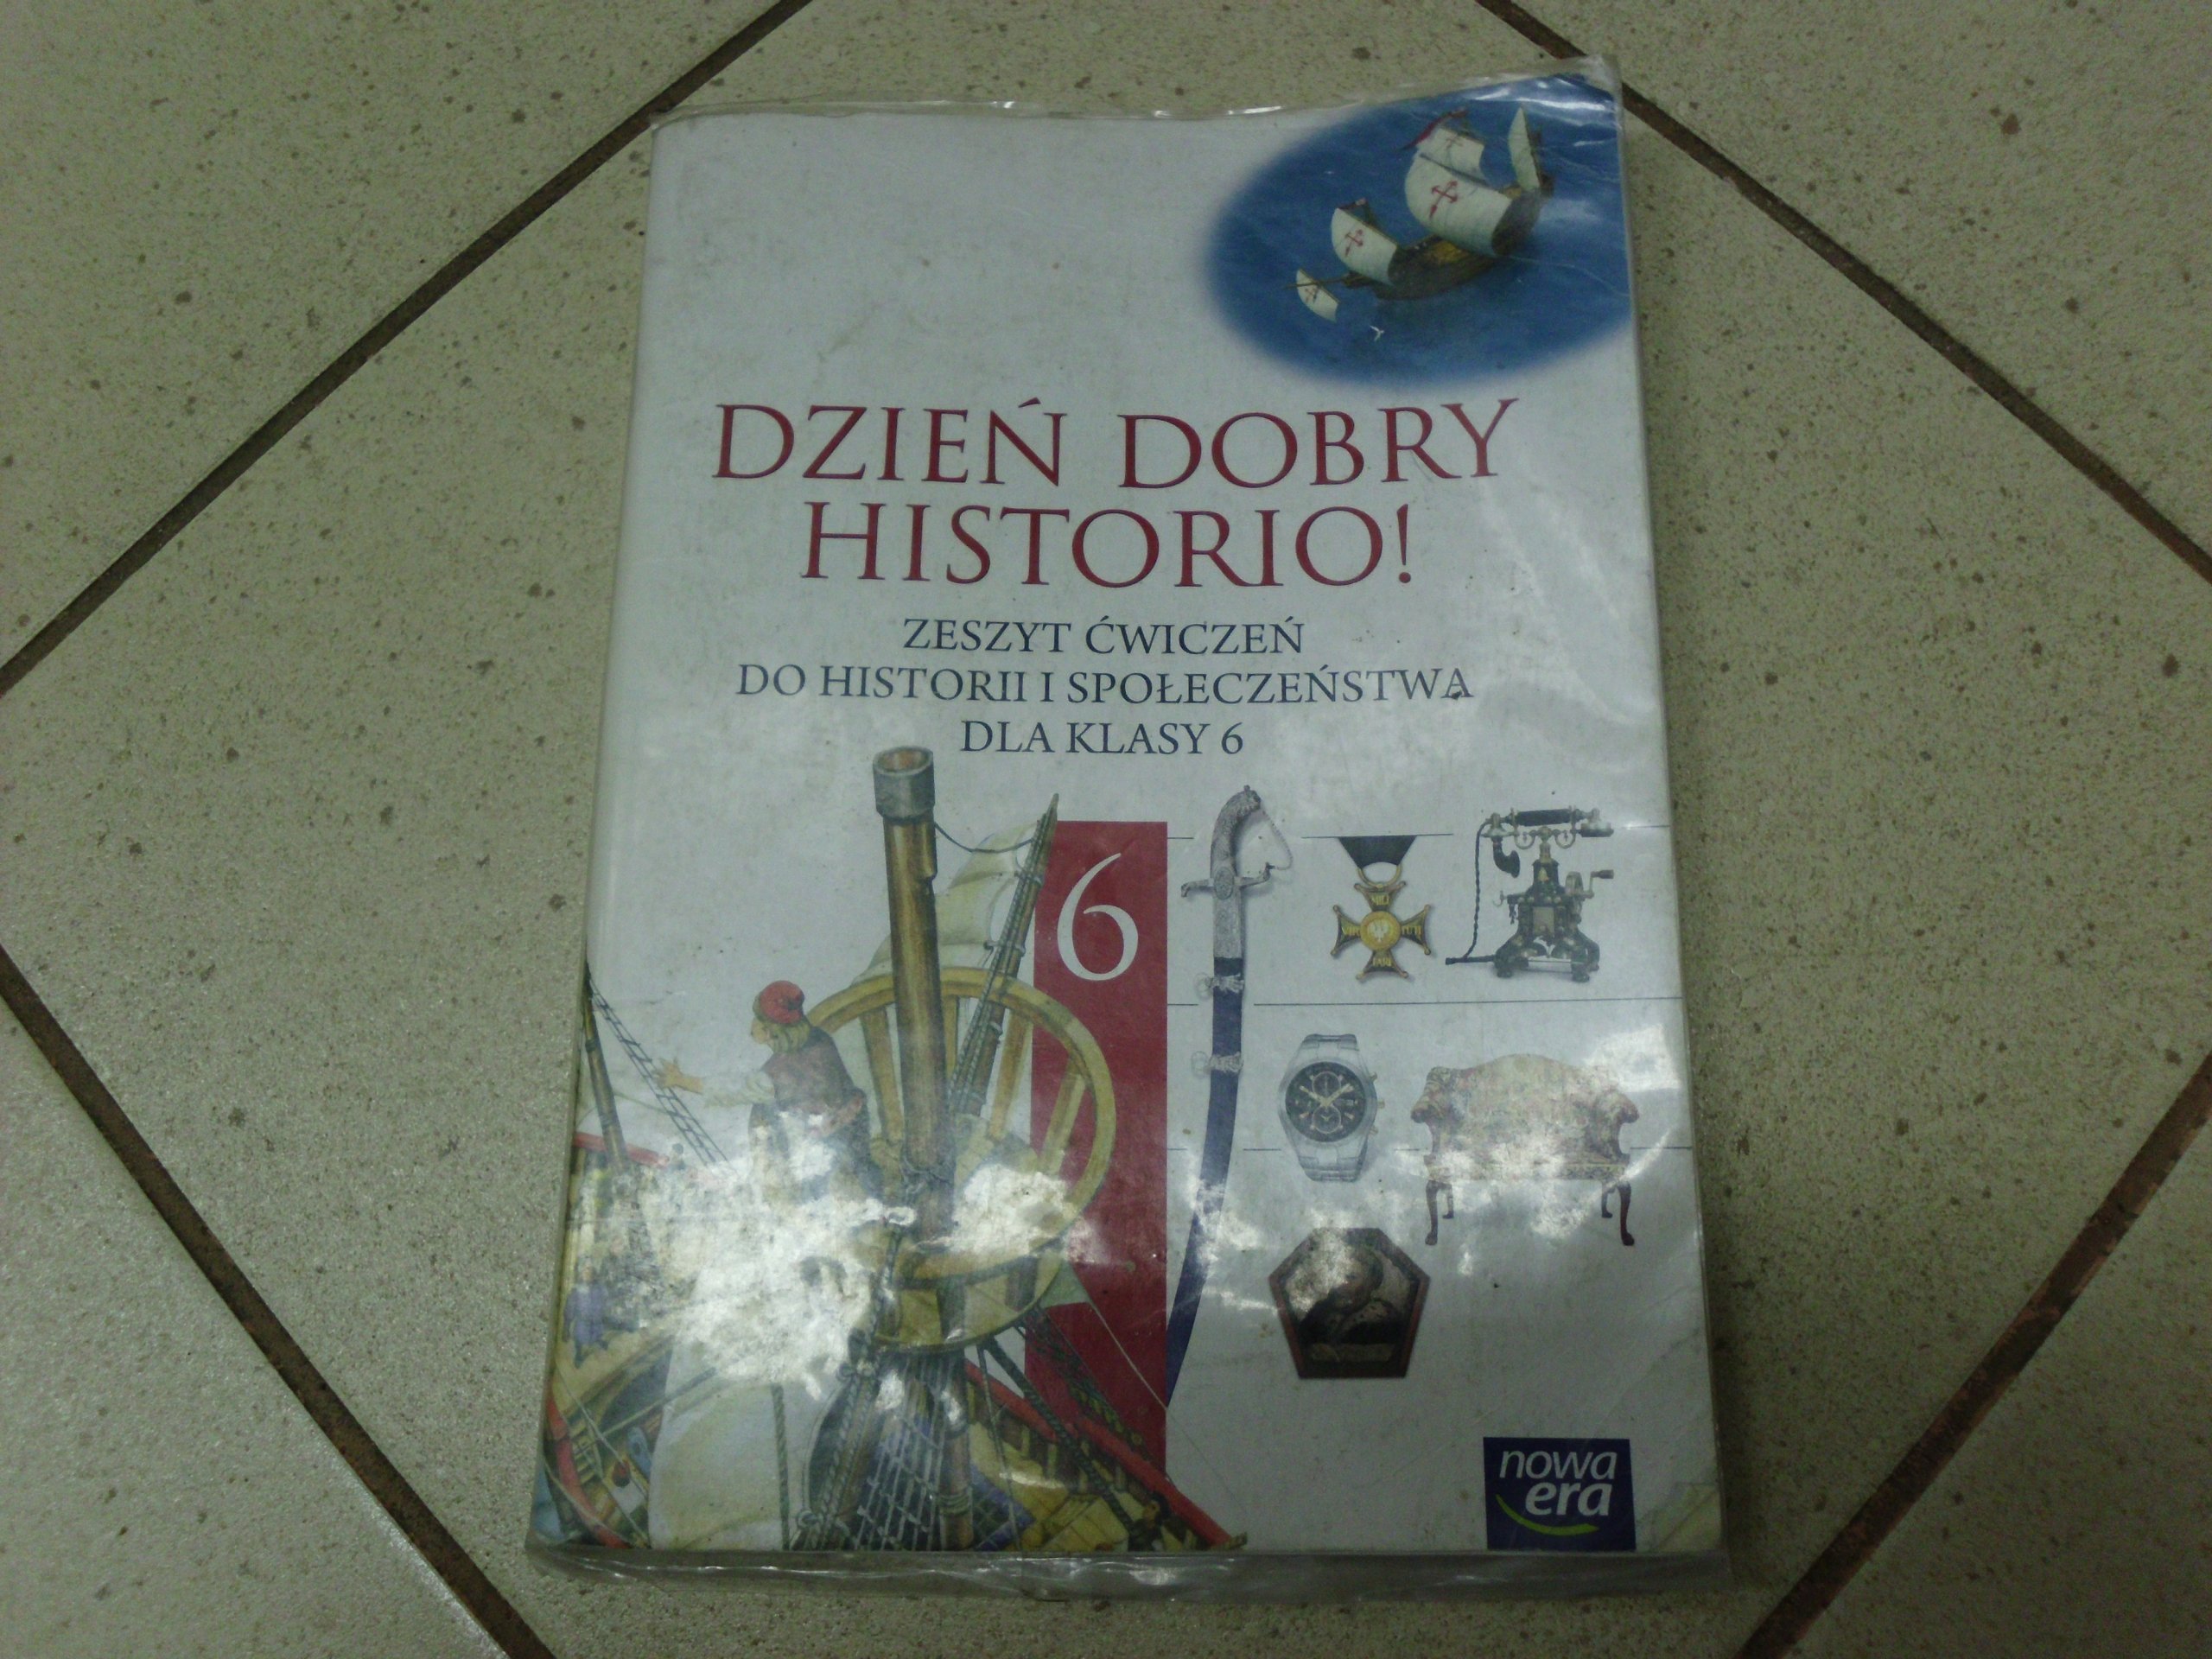 DZIEŃ DOBRY
HISTORIO!
ZESZYT ĆWICZEŃ
DO HISTORII I SPOŁECZEŃSTWA
DLA KLASY 6
6
nowa
era